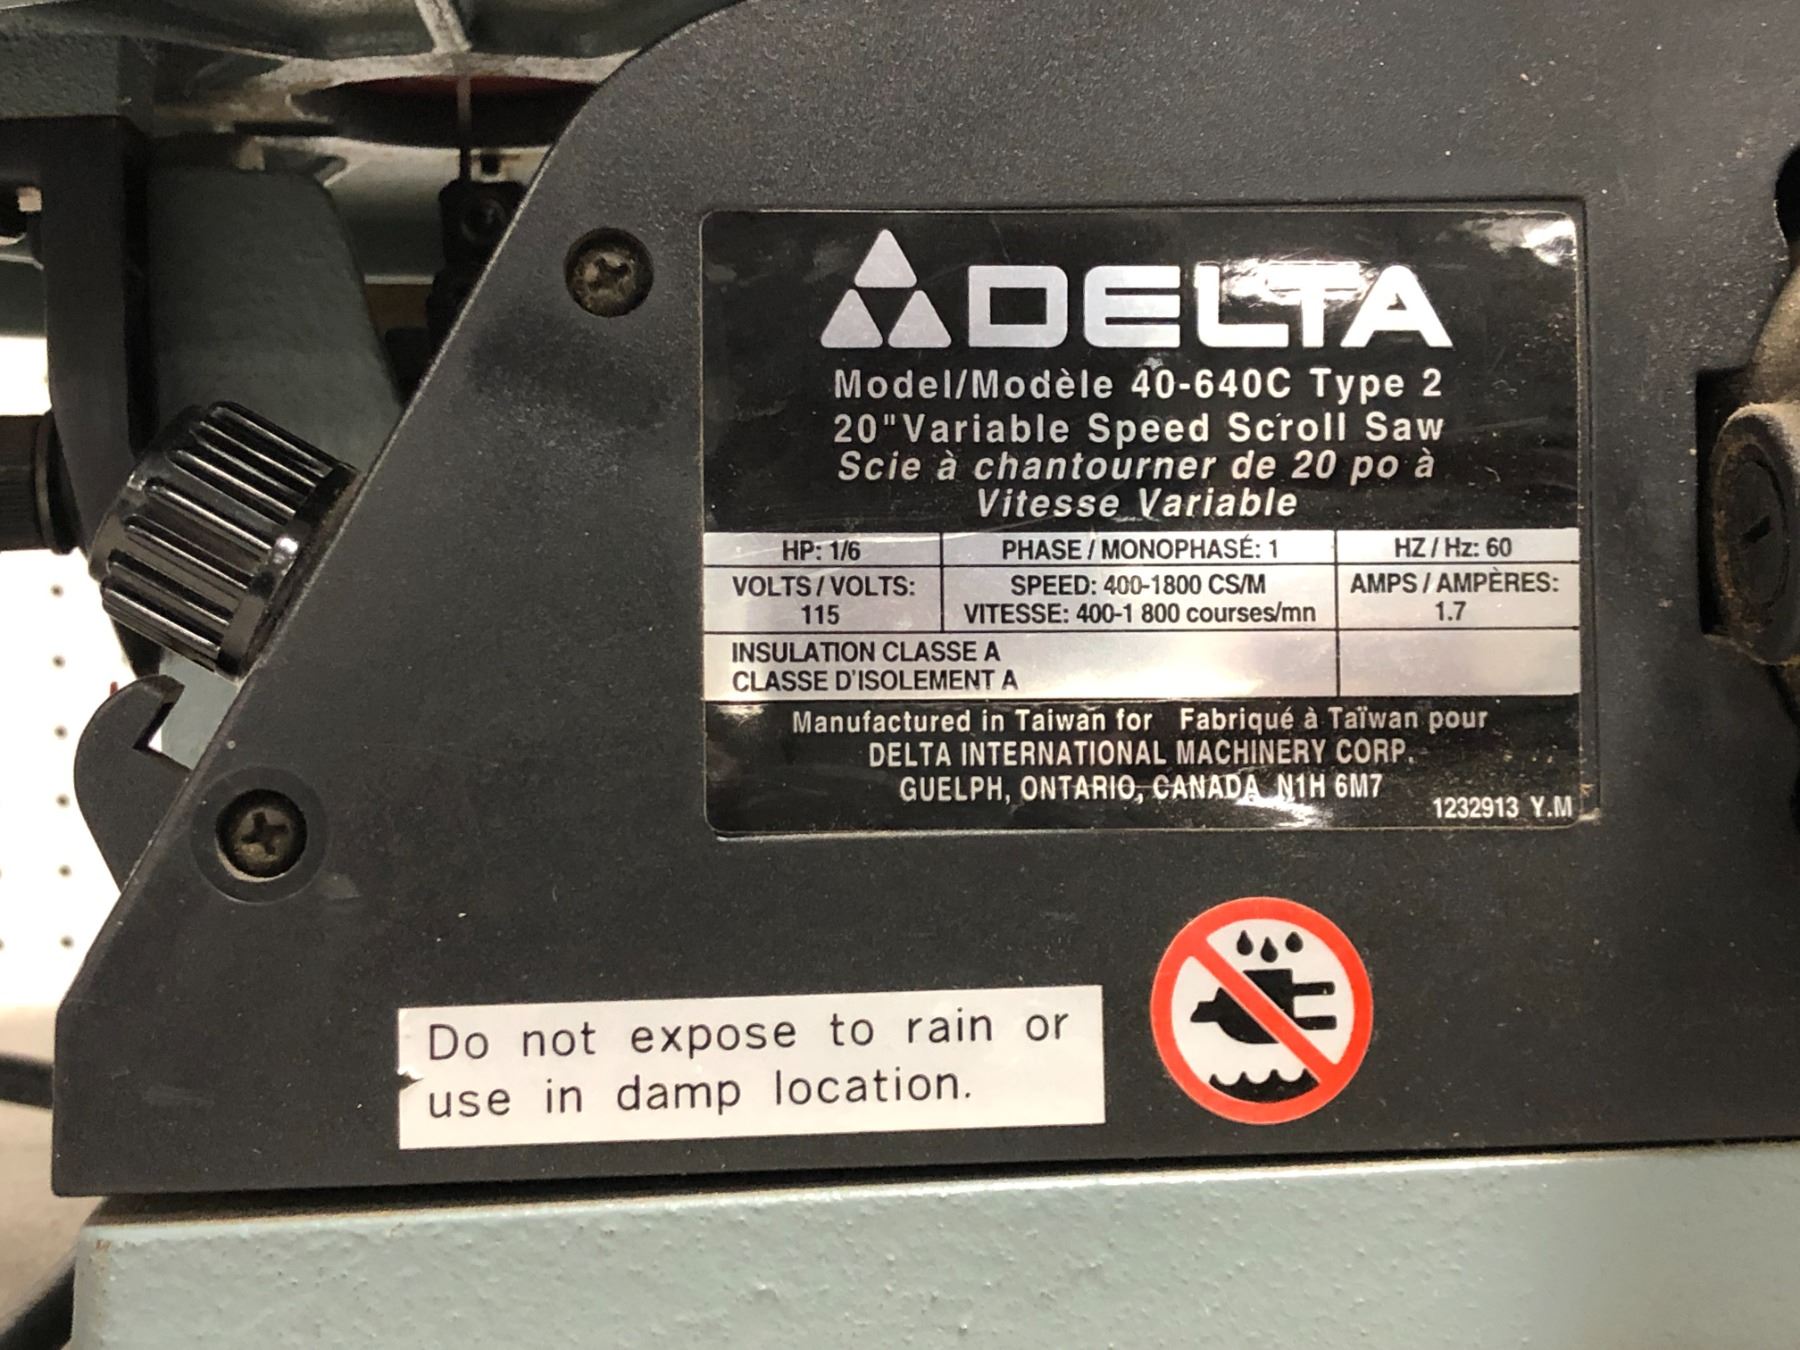 DELTA
Model/Modèle 40-640C Type 2
20" Variable Speed Scroll Saw
Scie à chantourner de 20 po à
Vitesse Variable
HP: 1/6 PHASE / MONOPHASÉ: 1 HZ / Hz: 60
VOLTS / VOLTS: SPEED: 400-1800 CS/M AMPS / AMPÈRES:
115 VITESSE: 400-1 800 courses/mn 1.7
INSULATION CLASSE A
CLASSE D'ISOLEMENT A
Manufactured in Taiwan for Fabriqué à Taïwan pour
DELTA INTERNATIONAL MACHINERY CORP.
GUELPH, ONTARIO, CANADA N1H 6M7
1232913 Y.M
Do not expose to rain or
use in damp location.